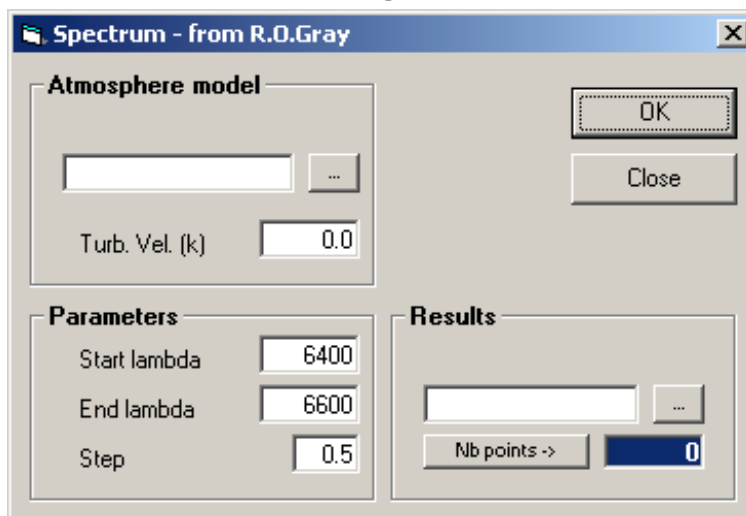 Spectrum - from R.O.Gray
Atmosphere model
...
Turb. Vel. (k) 0.0
OK
Close
Parameters
Start lambda 6400
End lambda 6600
Step 0.5
Results
...
Nb points -> 0